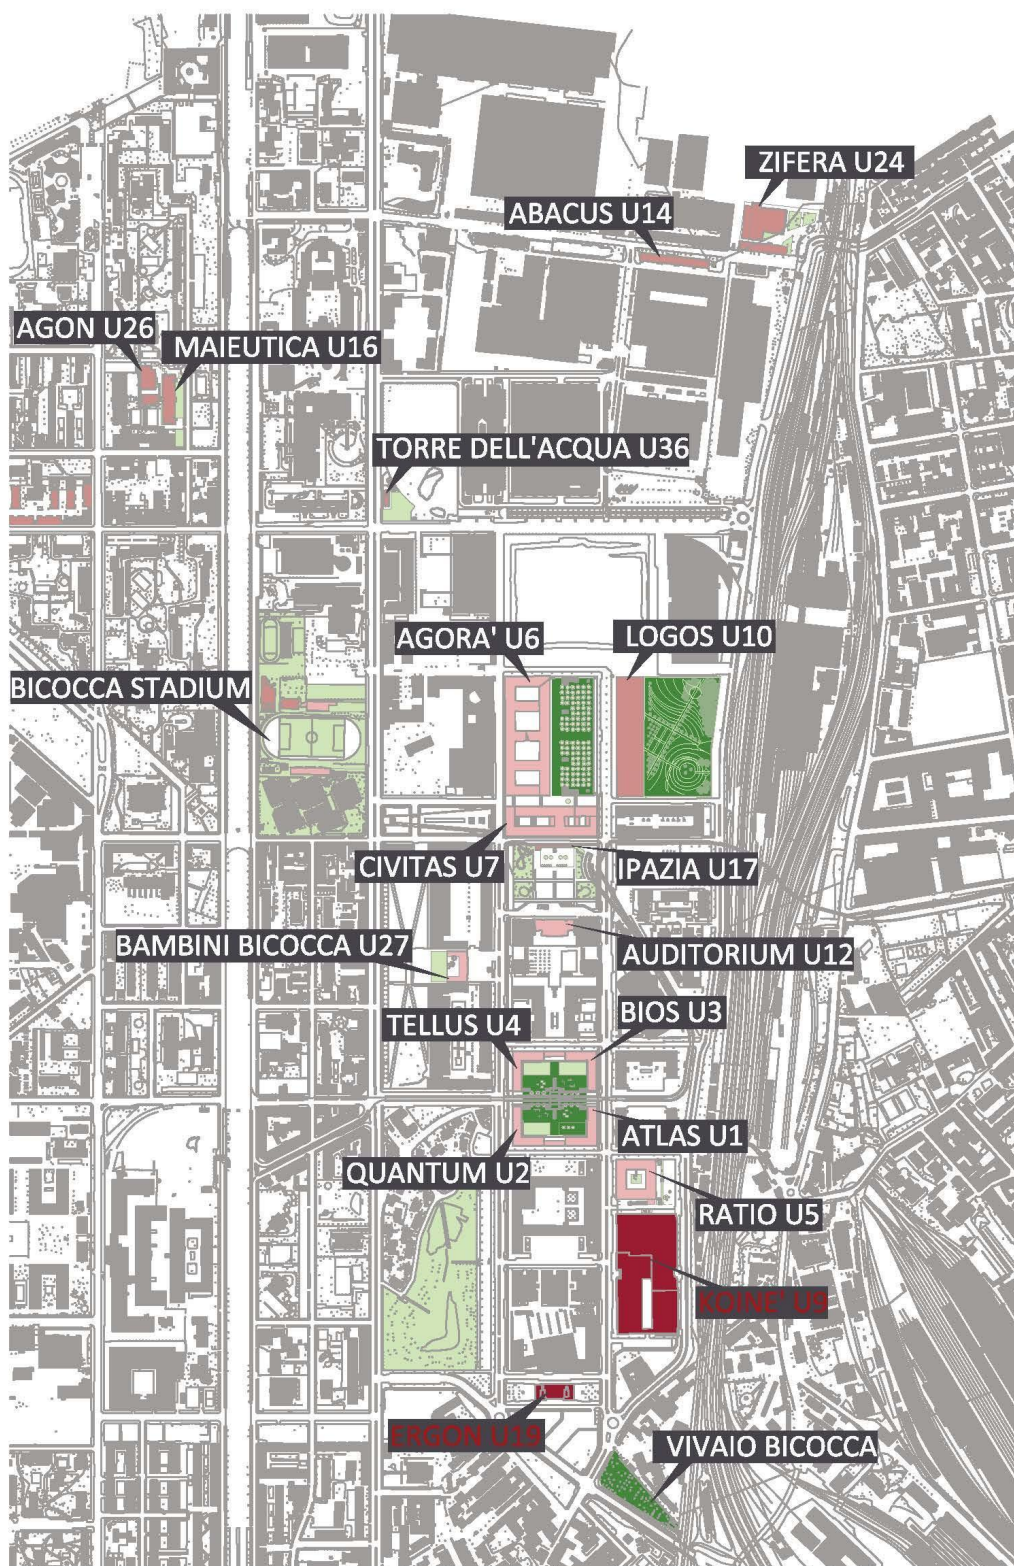 ZIFERA U24
ABACUS U14
AGON U26
MAIEUTICA U16
TORRE DELL'ACQUA U36
AGORA' U6
LOGOS U10
BICOCCA STADIUM
CIVITAS U7
IPAZIA U17
BAMBINI BICOCCA U27
AUDITORIUM U12
TELLUS U4
BIOS U3
ATLAS U1
QUANTUM U2
RATIO U5
KOINE' U9
ERGON U19
VIVAIO BICOCCA